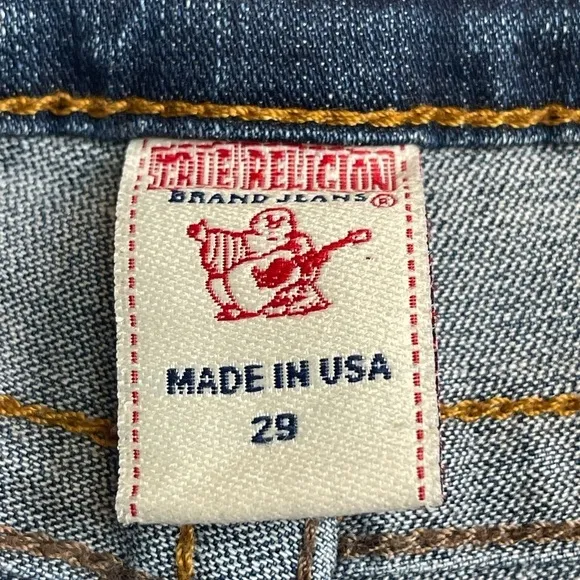 TRUE RELIGION
BRAND JEANS®
MADE IN USA
29